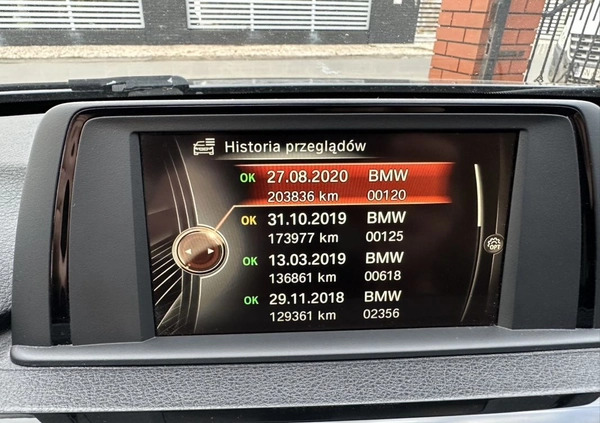 Historia przeglądów
OK 27.08.2020 BMW
203836 km 00120
OK 31.10.2019 BMW
173977 km 00125
OK 13.03.2019 BMW
136861 km 00618
OK 29.11.2018 BMW
129361 km 02356
OPT